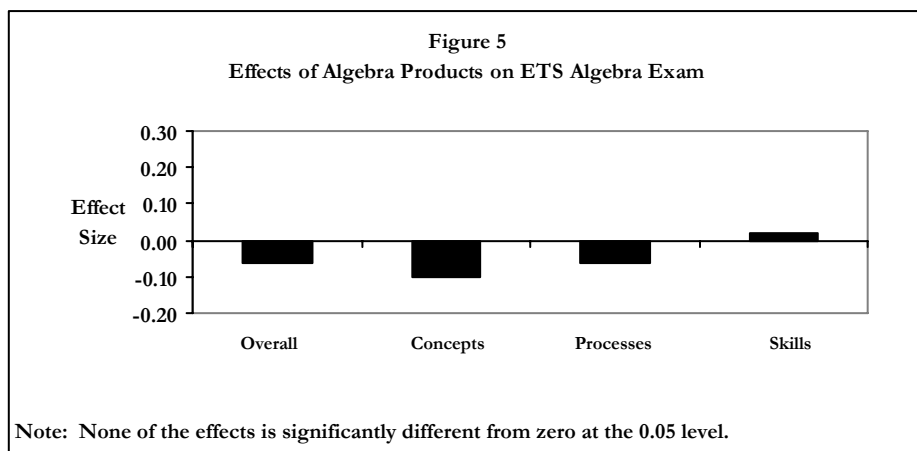 Figure 5
Effects of Algebra Products on ETS Algebra Exam
0.30
0.20
0.10
Effect
Size
0.00
-0.10
-0.20
Overall Concepts Processes Skills
Note: None of the effects is significantly different from zero at the 0.05 level.